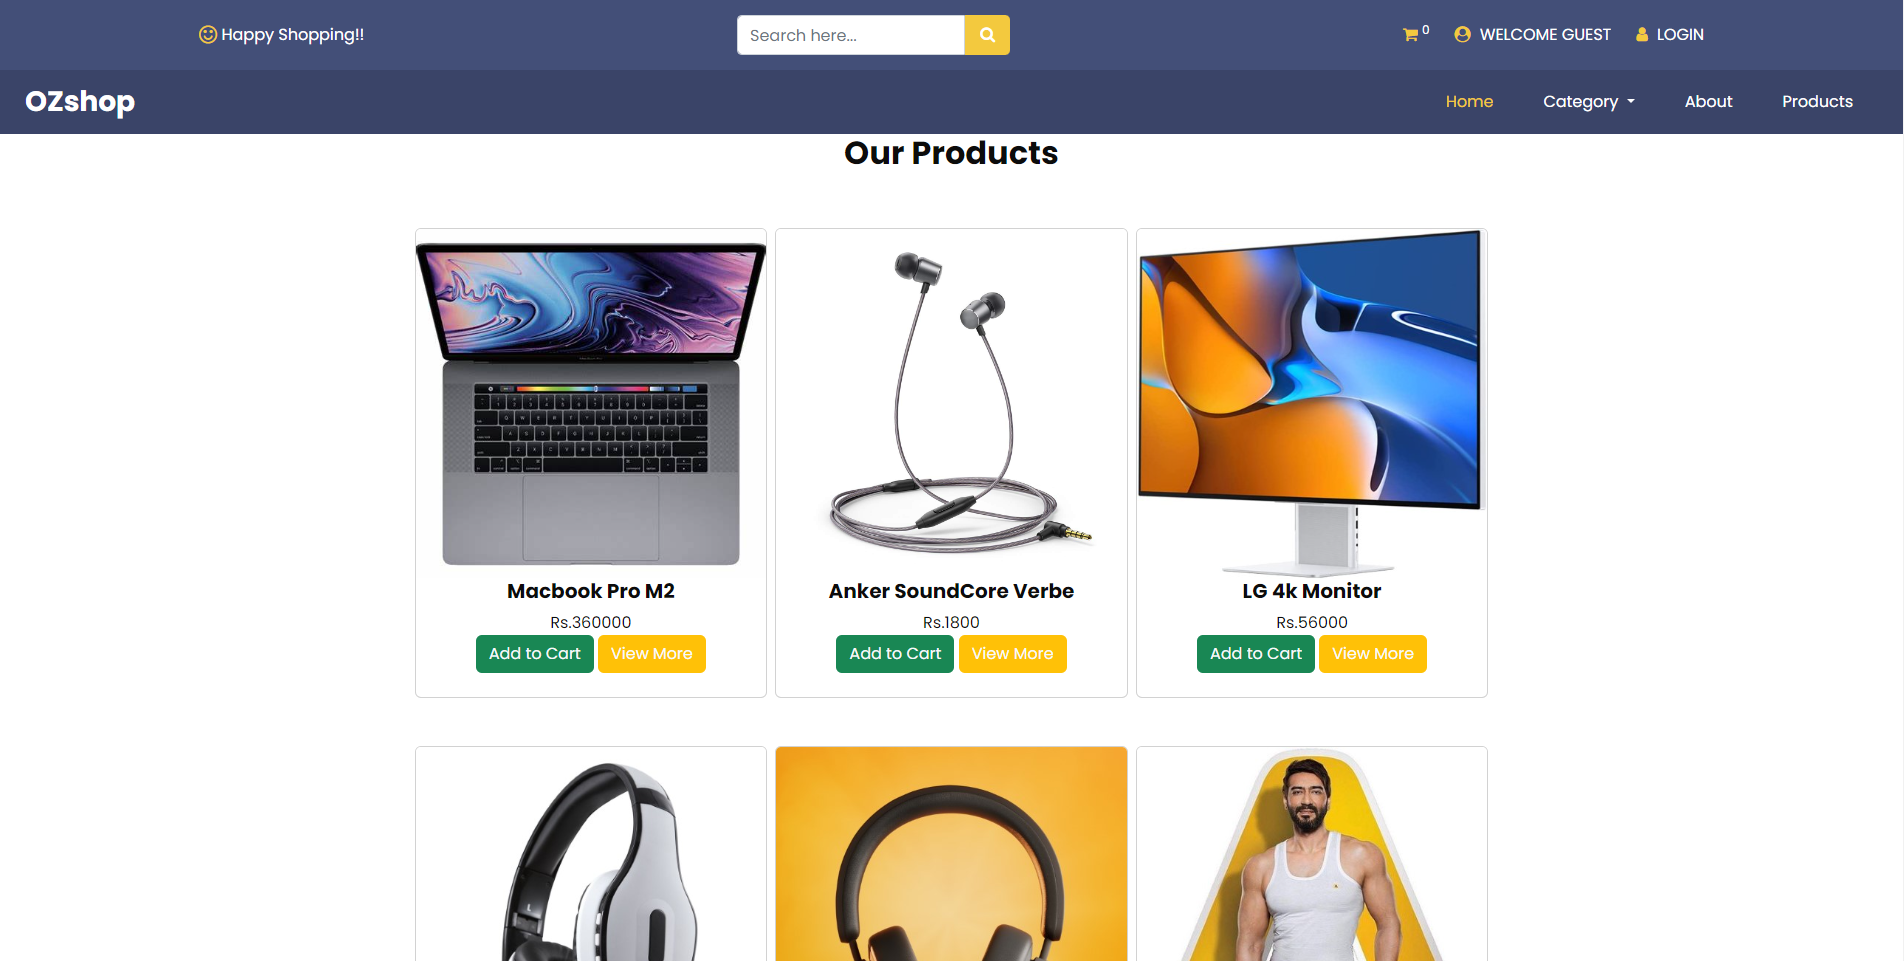 Happy Shopping!!
Search here...
0
WELCOME GUEST
LOGIN
OZshop
Home
Category
About
Products
Our Products
Macbook Pro M2
Rs.360000
Add to Cart
View More
Anker SoundCore Verbe
Rs.1800
Add to Cart
View More
LG 4k Monitor
Rs.56000
Add to Cart
View More
L